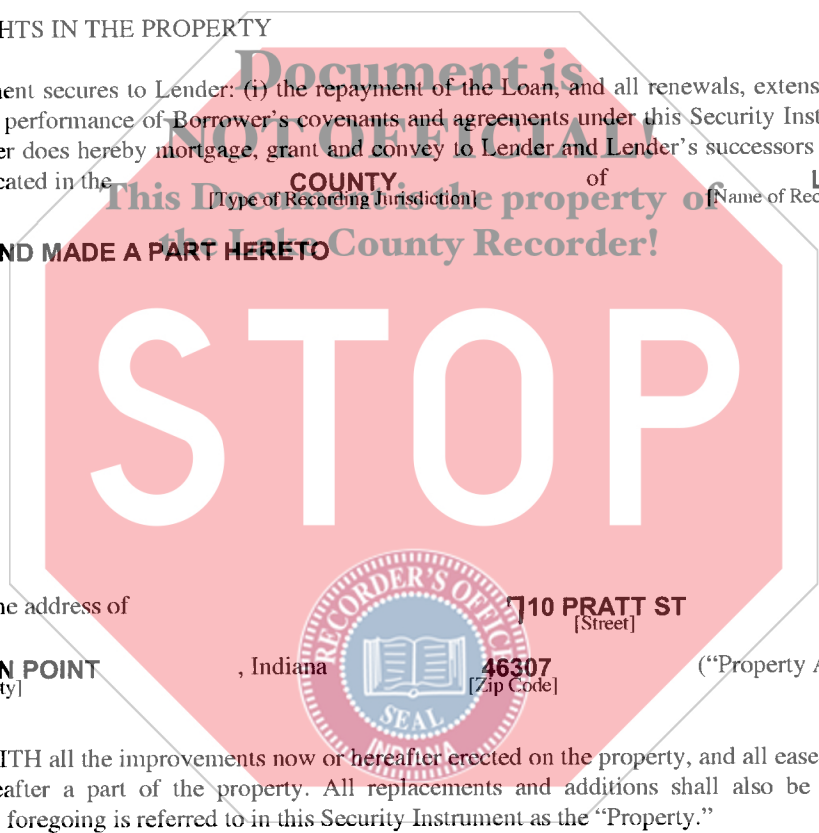 HTS IN THE PROPERTY
Document is
ent secures to Lender: (i) the repayment of the Loan, and all renewals, extens
performance of Borrower's covenants and agreements under this Security Inst
NOT OFFICIAL!
er does hereby mortgage, grant and convey to Lender and Lender's successors
cated in the COUNTY of L
This Document is the property of
[Type of Recording Jurisdiction] [Name of Rec
the Lake County Recorder!
ND MADE A PART HERETO
STOP
ne address of 710 PRATT ST
[Street]
RECORDER'S OFFICE
N POINT , Indiana 46307 ("Property A
ty] [Zip Code]
SEAL
INDIANA
ITH all the improvements now or hereafter erected on the property, and all ease
eafter a part of the property. All replacements and additions shall also be
foregoing is referred to in this Security Instrument as the "Property."